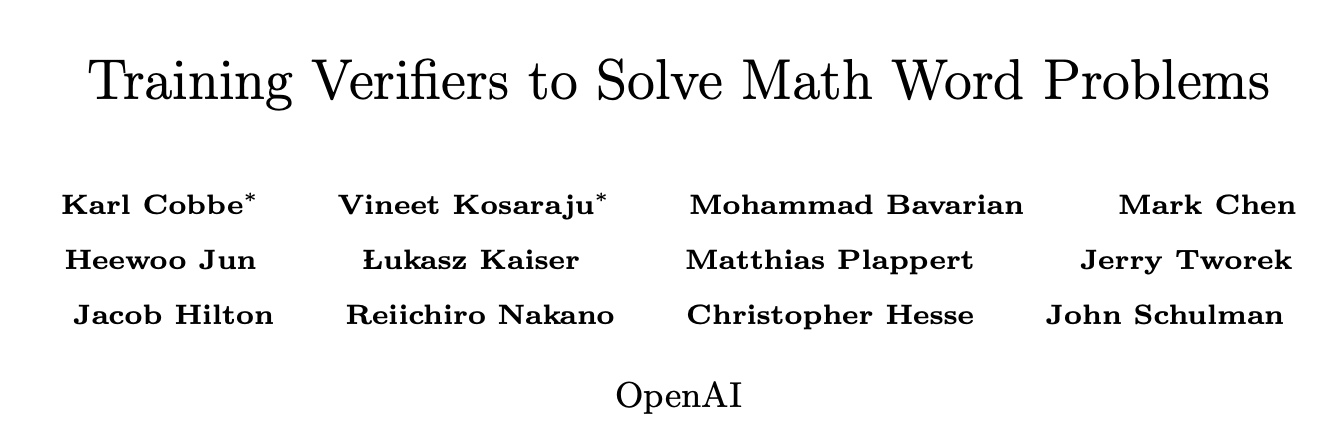 Training Verifiers to Solve Math Word Problems
Karl Cobbe* Vineet Kosaraju* Mohammad Bavarian Mark Chen
Heewoo Jun Łukasz Kaiser Matthias Plappert Jerry Tworek
Jacob Hilton Reiichiro Nakano Christopher Hesse John Schulman
OpenAI